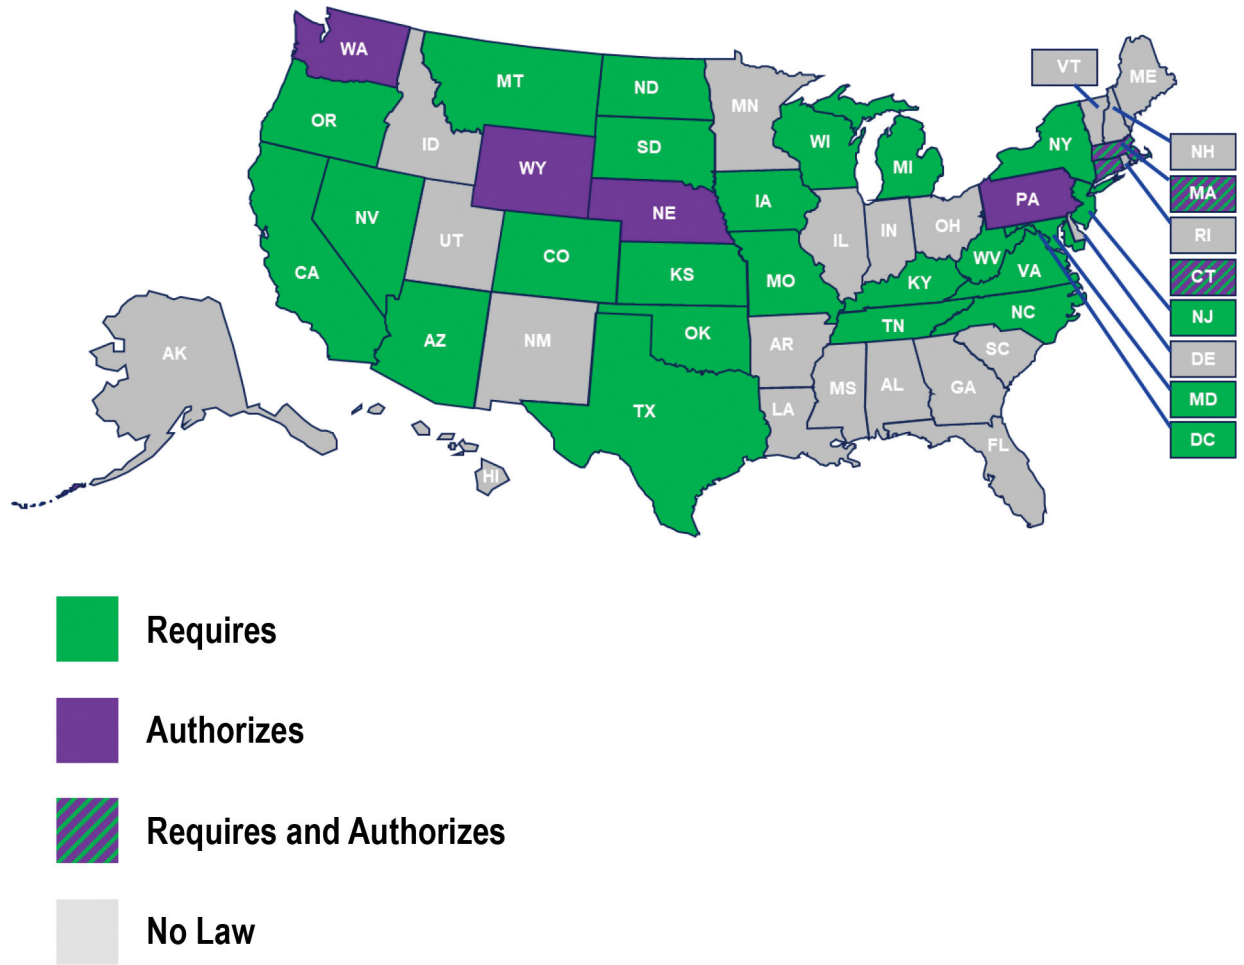 WA
MT
ND
MN
VT
ME
OR
ID
SD
WI
MI
NY
NH
WY
MA
NV
NE
IA
PA
RI
UT
CO
IL
IN
OH
WV
VA
CT
CA
KS
MO
KY
NC
NJ
AZ
NM
OK
TN
AR
SC
DE
AK
TX
MS
AL
GA
MD
LA
FL
DC
HI
Requires
Authorizes
Requires and Authorizes
No Law